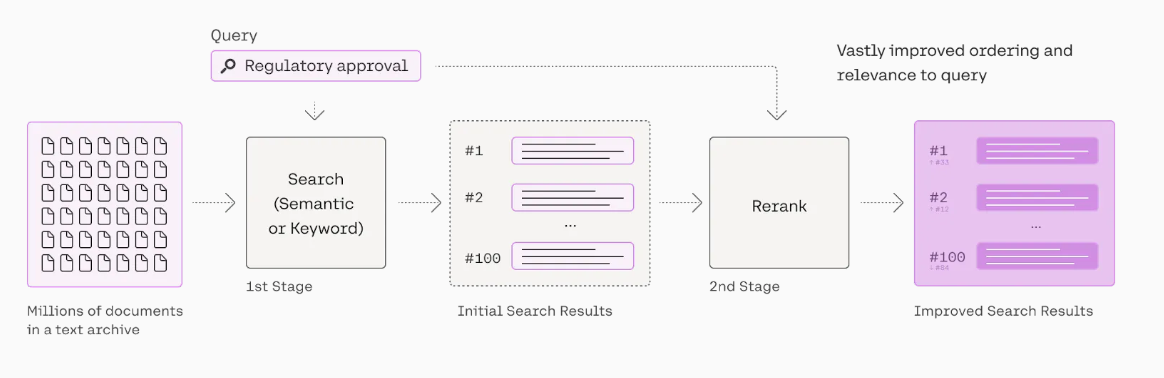 Query
Regulatory approval
Vastly improved ordering and
relevance to query
Search
(Semantic
or Keyword)
1st Stage
Millions of documents
in a text archive
#1
#2
...
#100
Initial Search Results
Rerank
2nd Stage
#1
↑#33
#2
↑#12
...
#100
↓#84
Improved Search Results